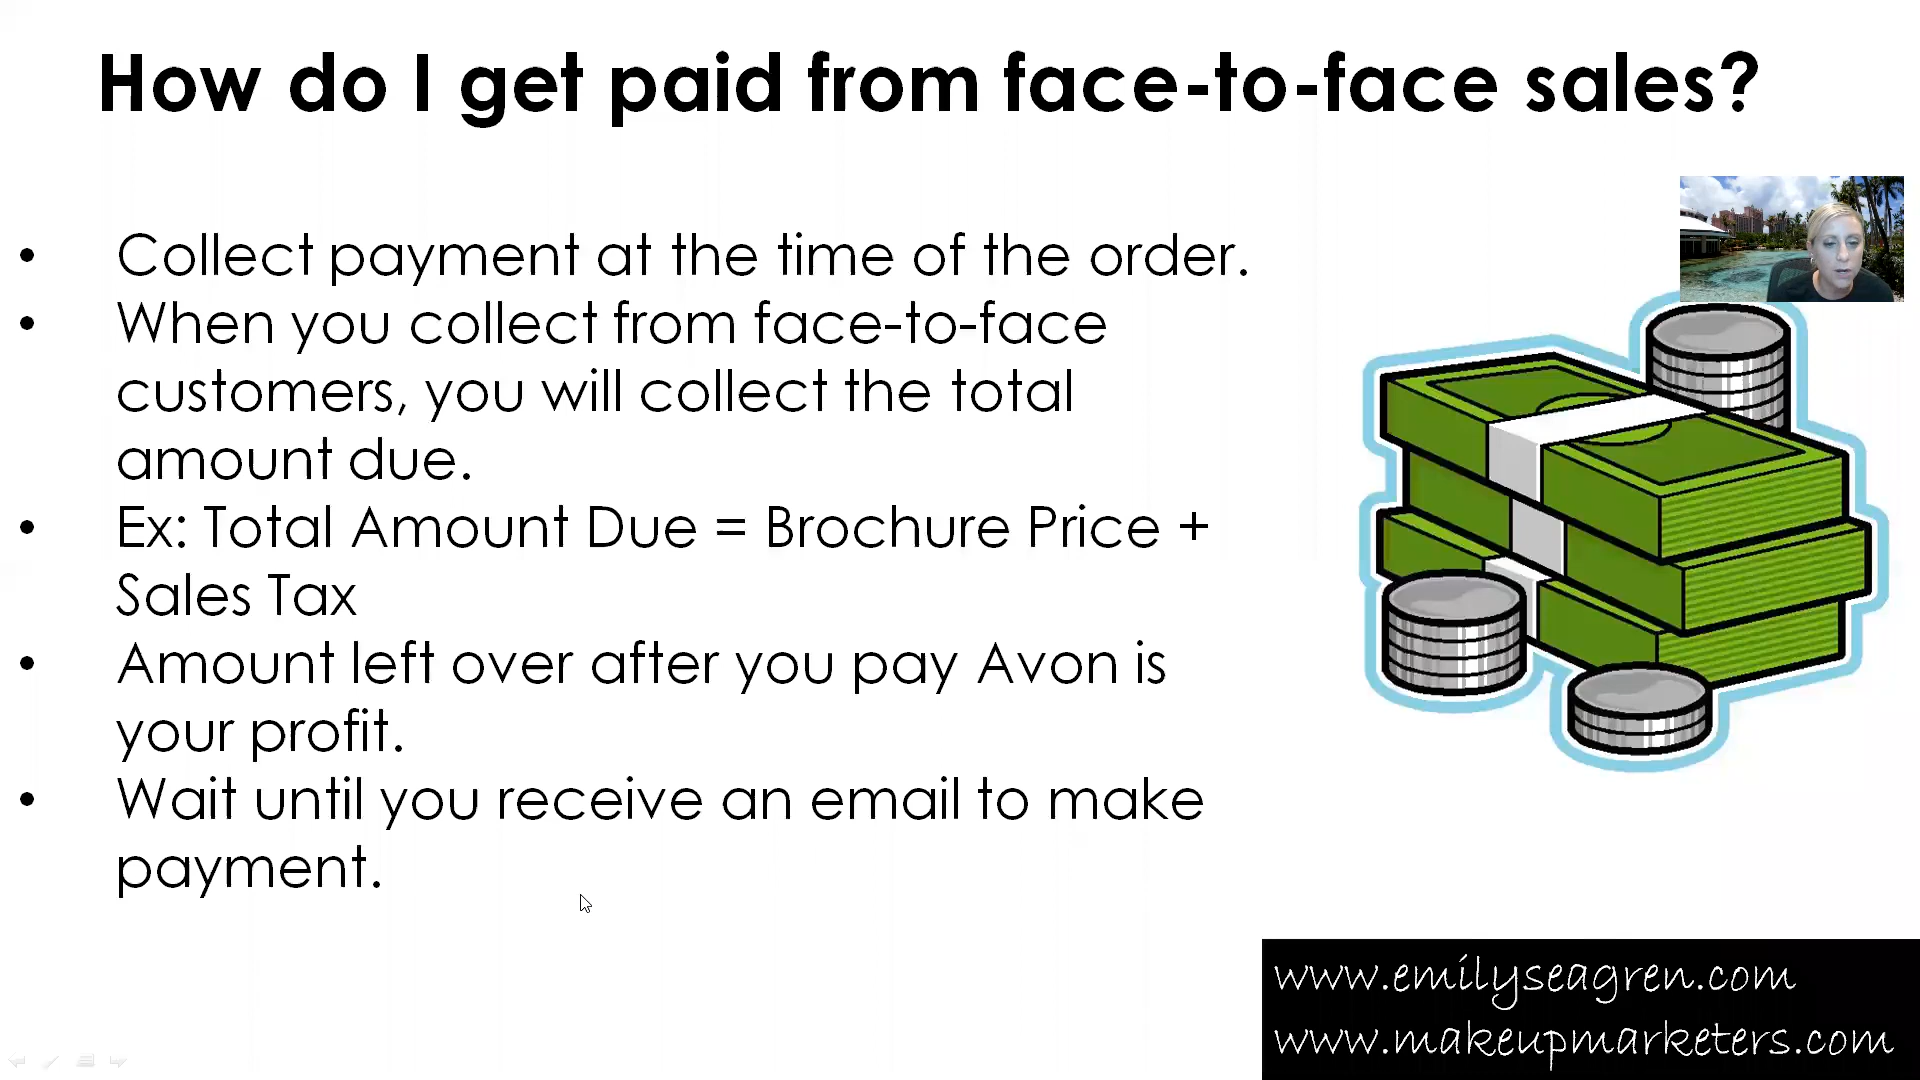 How do I get paid from face-to-face sales?
• Collect payment at the time of the order.
• When you collect from face-to-face
customers, you will collect the total
amount due.
• Ex: Total Amount Due = Brochure Price +
Sales Tax
• Amount left over after you pay Avon is
your profit.
• Wait until you receive an email to make
payment.
www.emilyseagren.com
www.makeupmarketers.com